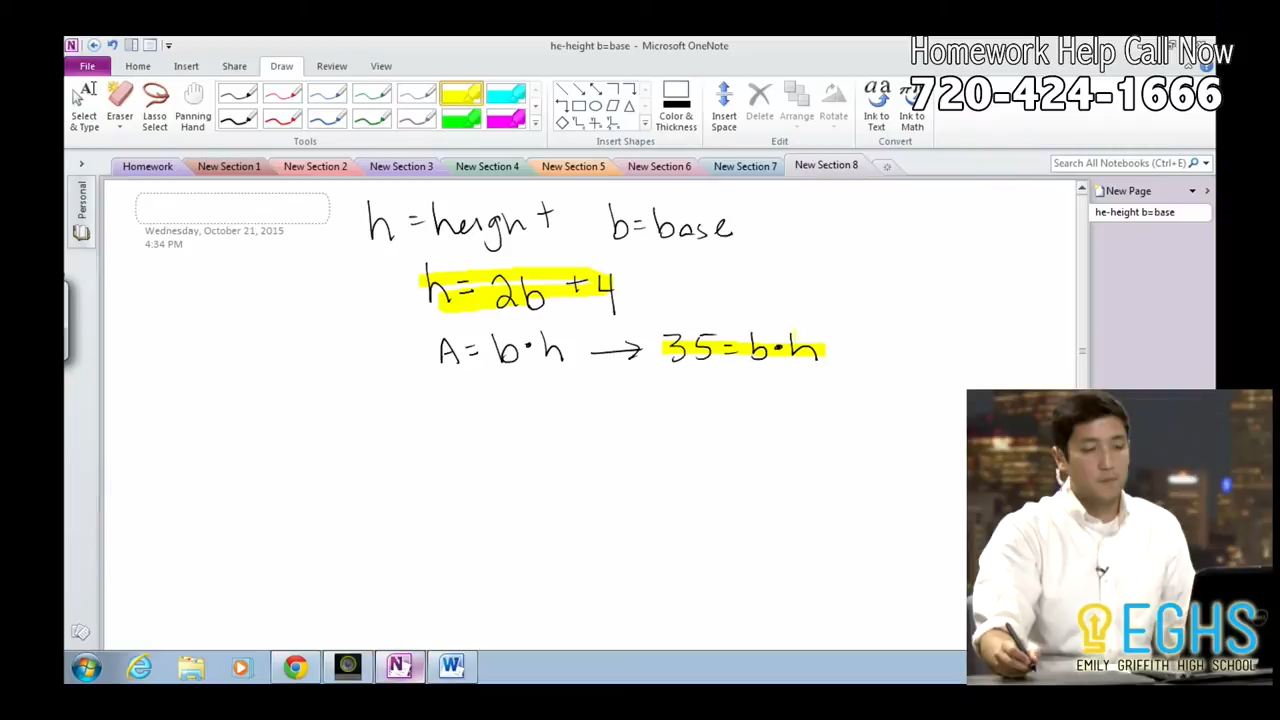 he-height b=base - Microsoft OneNote
Homework Help Call Now
720-424-1666
File Home Insert Share Draw Review View
Select & Type
Eraser
Lasso Select
Panning Hand
Color & Thickness
Insert Space
Delete
Arrange
Rotate
Ink to Text
Ink to Math
Tools
Insert Shapes
Edit
Convert
Homework New Section 1 New Section 2 New Section 3 New Section 4 New Section 5 New Section 6 New Section 7 New Section 8
Search All Notebooks (Ctrl+E)
Personal
New Page
he-height b=base
Wednesday, October 21, 2015
4:34 PM
h = height b = base
h = 2b + 4
A = b • h → 35 = b • h
EGHS
EMILY GRIFFITH HIGH SCHOOL